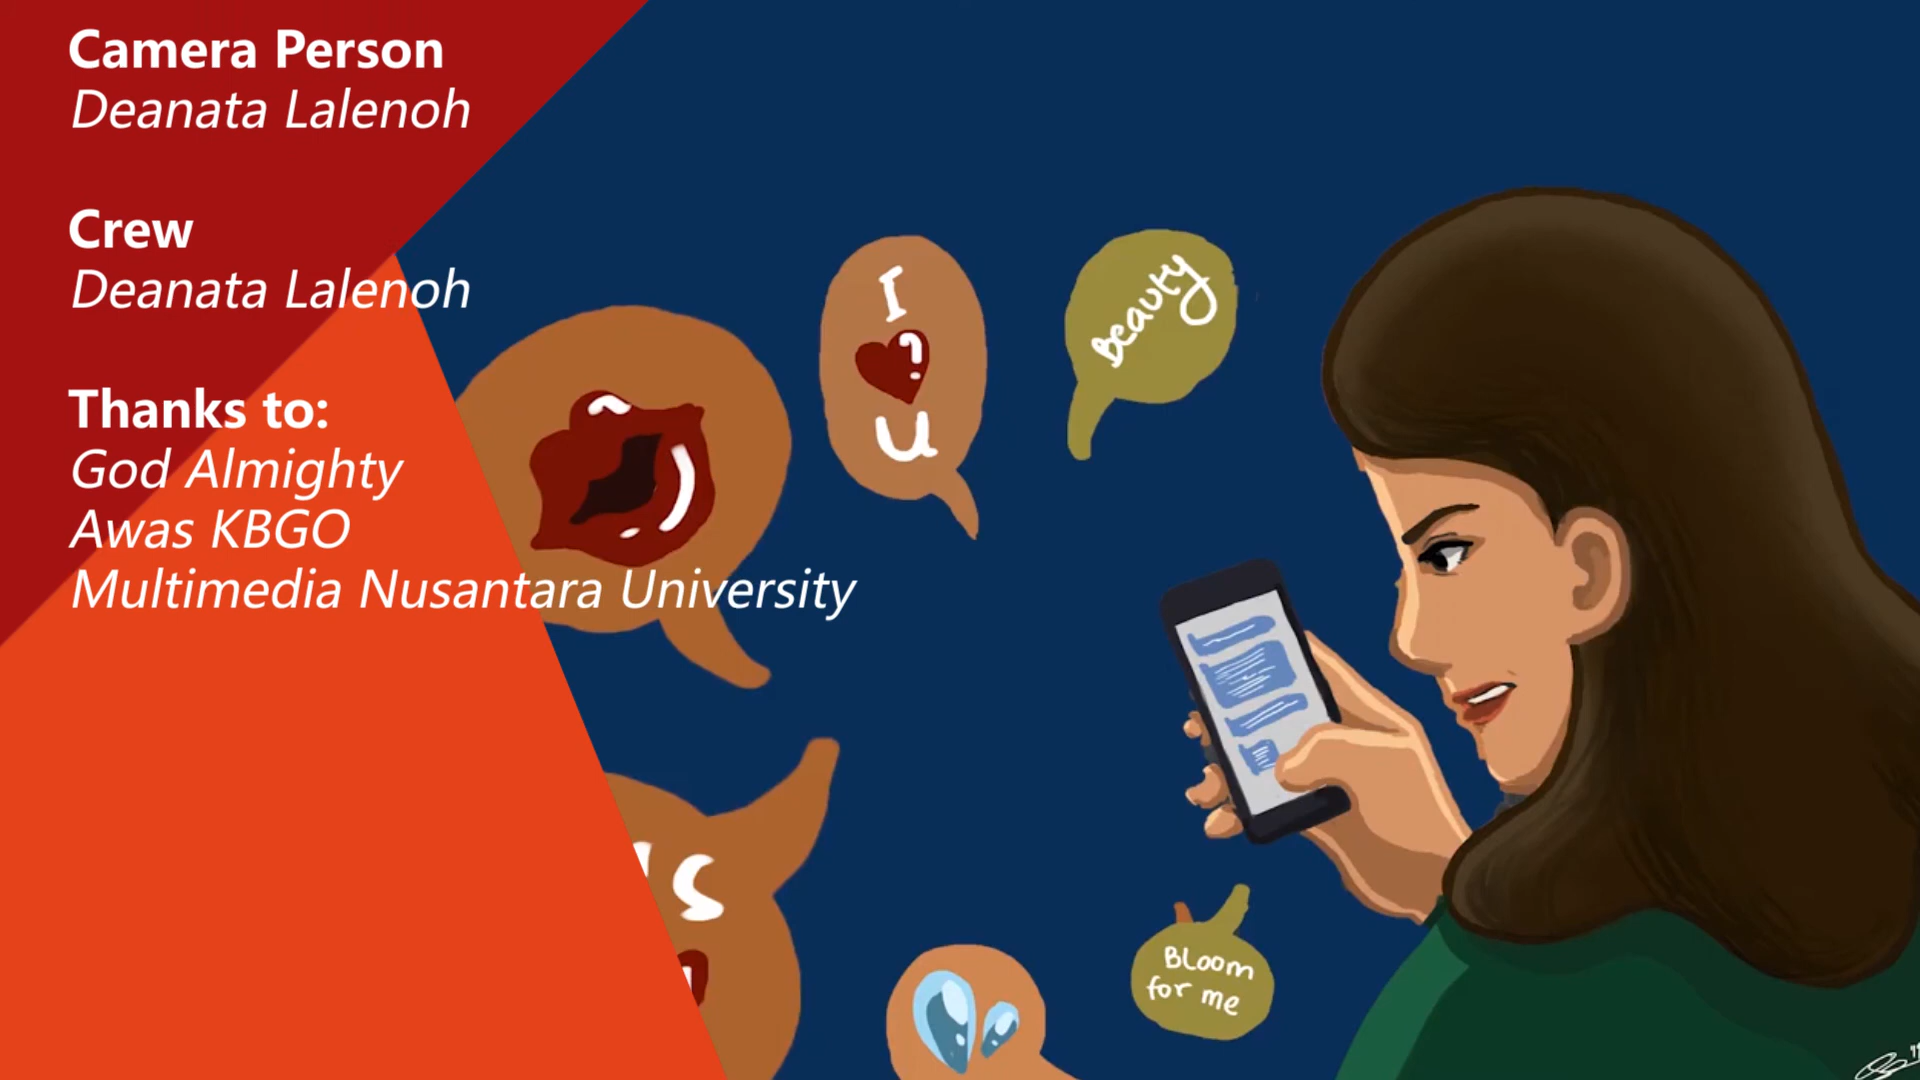 Camera Person
Deanata Lalenoh
Crew
Deanata Lalenoh
Thanks to:
God Almighty
Awas KBGO
Multimedia Nusantara University
I
?
U
Beauty
Bloom
for me